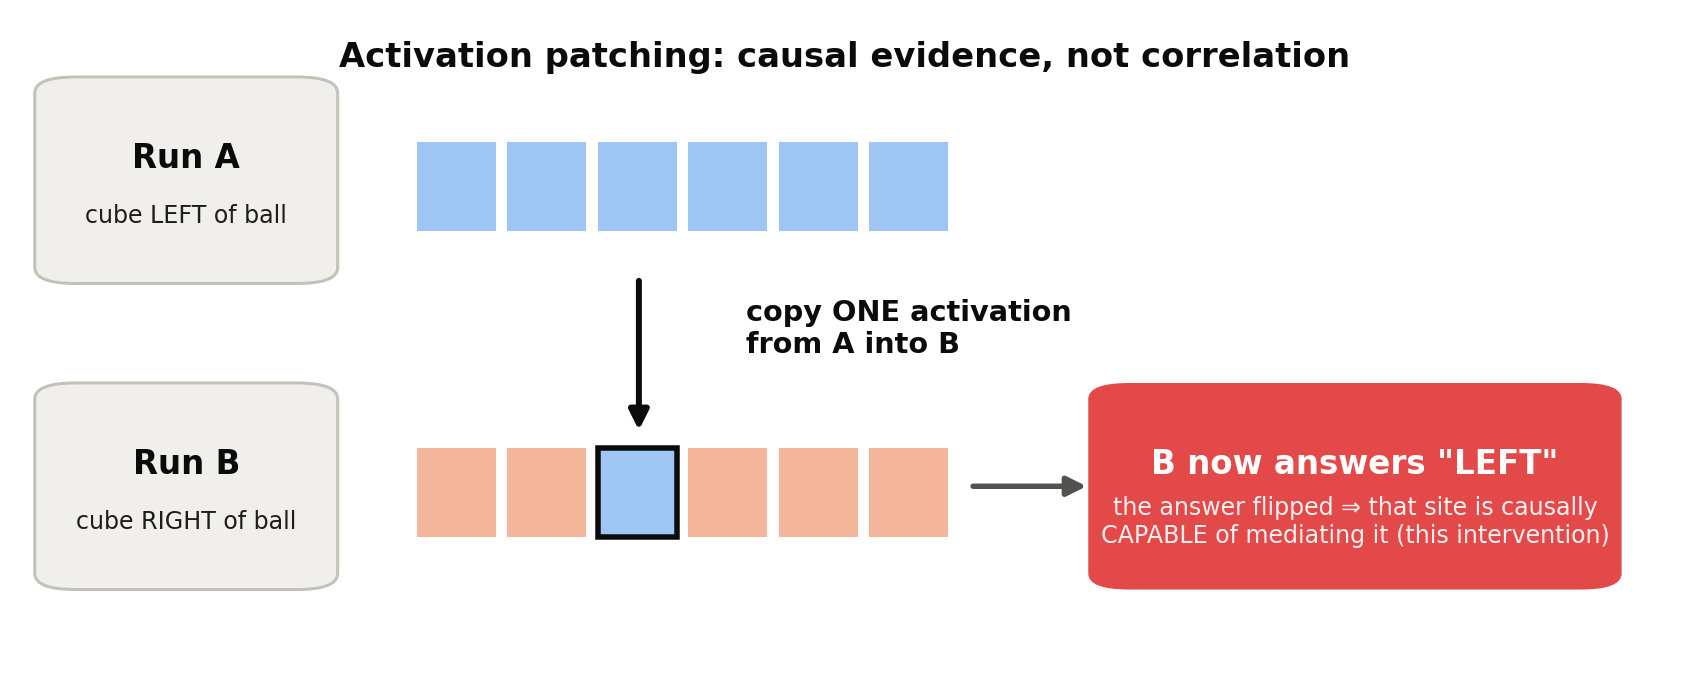 Activation patching: causal evidence, not correlation
Run A
cube LEFT of ball
copy ONE activation
from A into B
Run B
cube RIGHT of ball
B now answers "LEFT"
the answer flipped ⇒ that site is causally
CAPABLE of mediating it (this intervention)